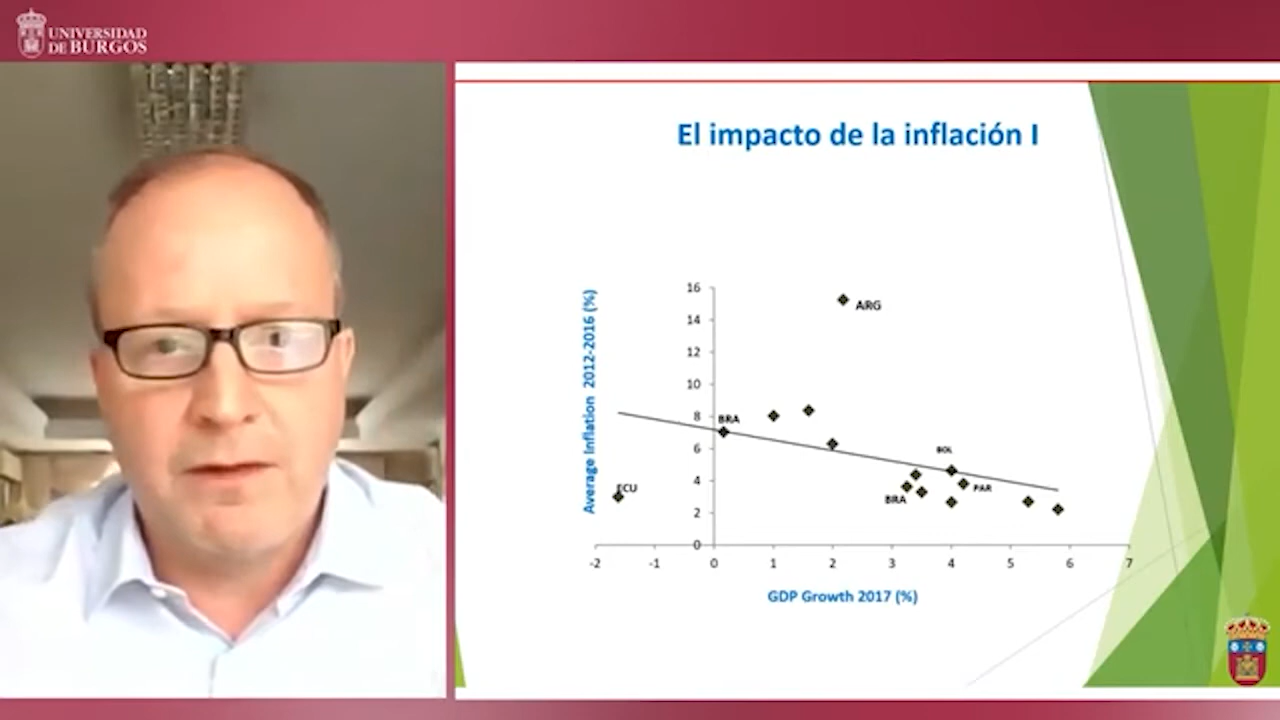 UNIVERSIDAD
DE BURGOS
El impacto de la inflación I
Average Inflation 2012-2016 (%)
16
14
12
10
8
6
4
2
0
ARG
BRA
BOL
ECU
PAR
BRA
-2 -1 0 1 2 3 4 5 6 7
GDP Growth 2017 (%)